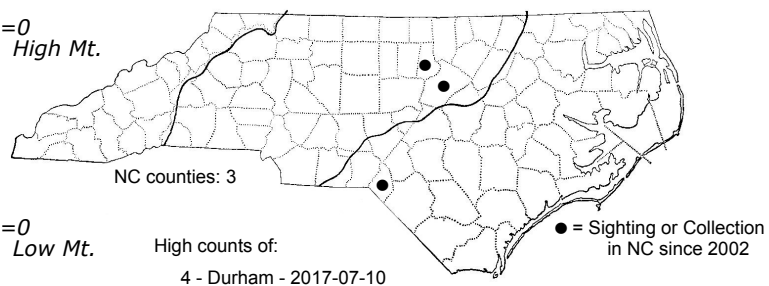 =0
High Mt.
NC counties: 3
=0
Low Mt.
High counts of:
4 - Durham - 2017-07-10
● = Sighting or Collection
in NC since 2002